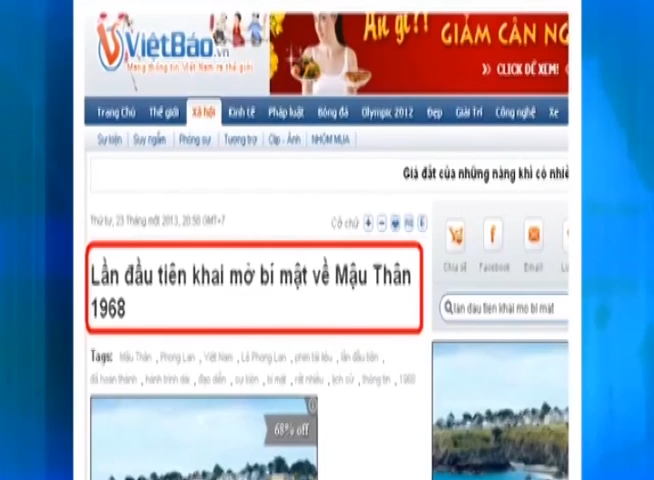 ViệtBáo.vn
Mang thông tin Việt Nam ra thế giới
Ăn gì??
GIẢM CÂN NG
CLICK ĐỂ XEM!
Trang Chủ Thế giới Xã hội Kinh tế Pháp luật Bóng đá Olympic 2012 Đẹp Giải Trí Công nghệ Xe
Sự kiện Suy ngẫm Phóng sự Tương trợ Clip - Ảnh NHÓM MUA
Giá đất của những nàng khi có nhiề
Thứ tư, 23 Tháng một 2013, 20:50 GMT+7
Cỡ chữ
Chia sẻ Facebook Email
Lần đầu tiên khai mở bí mật về Mậu Thân
1968
lan dau tien khai mo bi mat
Tags: Mậu Thân , Phong Lan , Việt Nam , Lê Phong Lan , phim tài liệu , lần đầu tiên ,
đã hoàn thành , hành trình dài , đạo diễn , sự kiện , bí mật , rất nhiều , lịch sử , thông tin , 1968
68% off